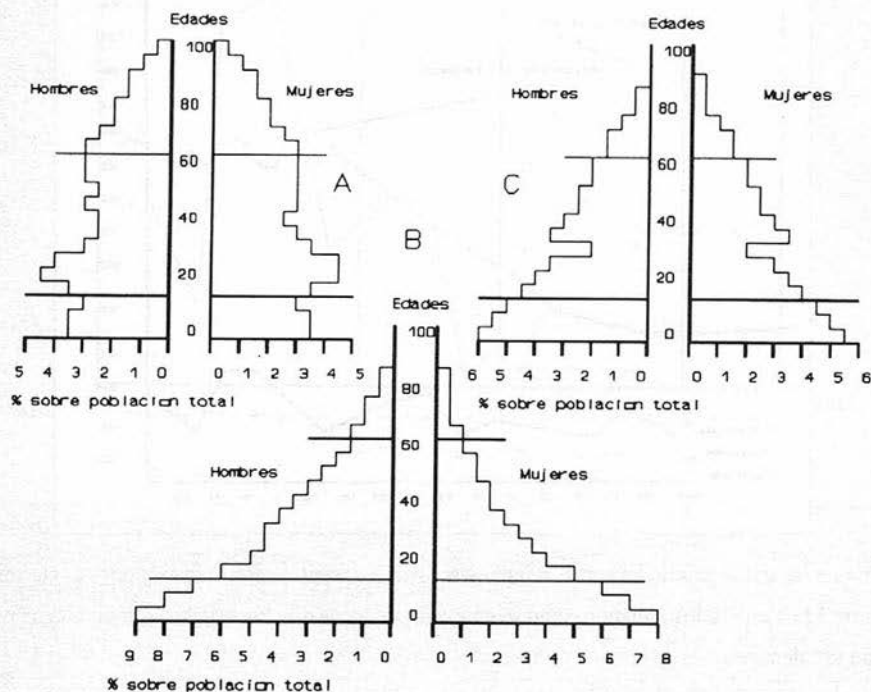 Edades
100
80
60
40
20
0
Hombres
Mujeres
A
5 4 3 2 1 0
0 1 2 3 4 5
% sobre poblacion total
Edades
100
80
60
40
20
0
Hombres
Mujeres
C
6 5 4 3 2 1 0
0 1 2 3 4 5 6
% sobre poblacion total
B
Edades
100
80
60
40
20
0
Hombres
Mujeres
9 8 7 6 5 4 3 2 1 0
0 1 2 3 4 5 6 7 8
% sobre poblacion total